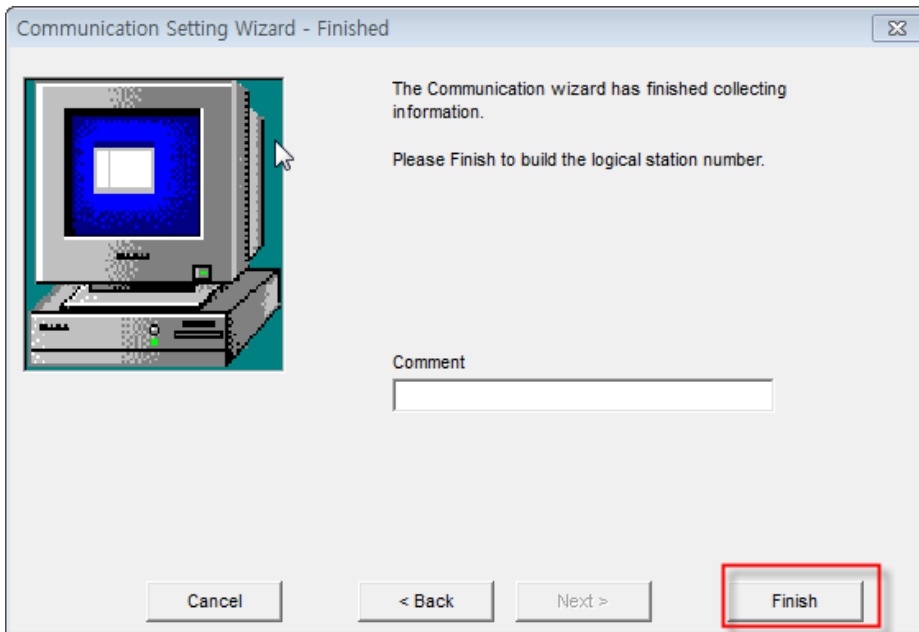 Communication Setting Wizard - Finished
The Communication wizard has finished collecting
information.
Please Finish to build the logical station number.
Comment
Cancel
< Back
Next >
Finish